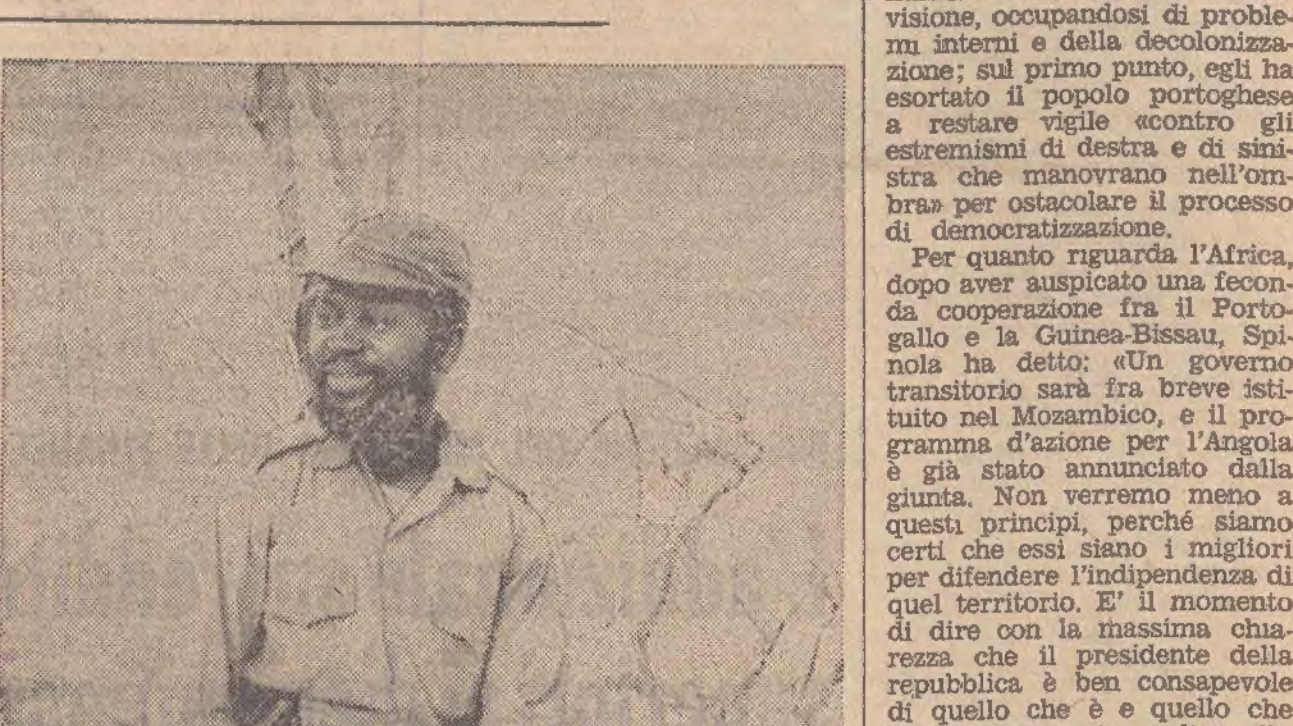 visione, occupandosi di proble-
mi interni e della decolonizza-
zione; sul primo punto, egli ha
esortato il popolo portoghese
a restare vigile «contro gli
estremismi di destra e di sini-
stra che manovrano nell'om-
bra» per ostacolare il processo
di democratizzazione.
Per quanto riguarda l'Africa,
dopo aver auspicato una fecon-
da cooperazione fra il Porto-
gallo e la Guinea-Bissau, Spi-
nola ha detto: «Un governo
transitorio sarà fra breve isti-
tuito nel Mozambico, e il pro-
gramma d'azione per l'Angola
è già stato annunciato dalla
giunta. Non verremo meno a
questi principi, perché siamo
certi che essi siano i migliori
per difendere l'indipendenza di
quel territorio. E' il momento
di dire con la massima chia-
rezza che il presidente della
repubblica è ben consapevole
di quello che è e quello che